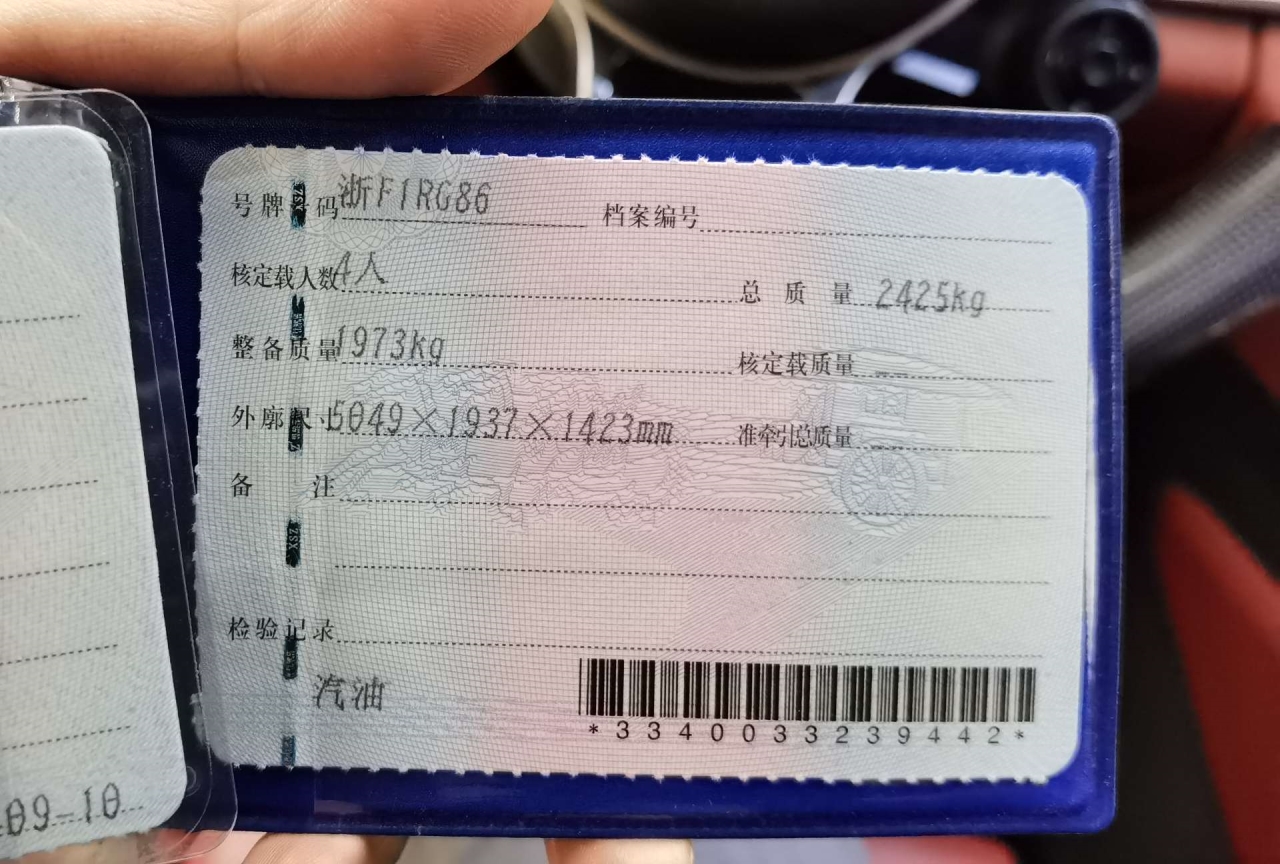 号牌号码 浙F1RG86 档案编号
核定载人数 4人 总质量 2425kg
整备质量 1973kg 核定载质量 --
外廓尺寸 5049×1937×1423mm 准牵引总质量 --
备注
检验记录
汽油
*3340033239442*
09-10